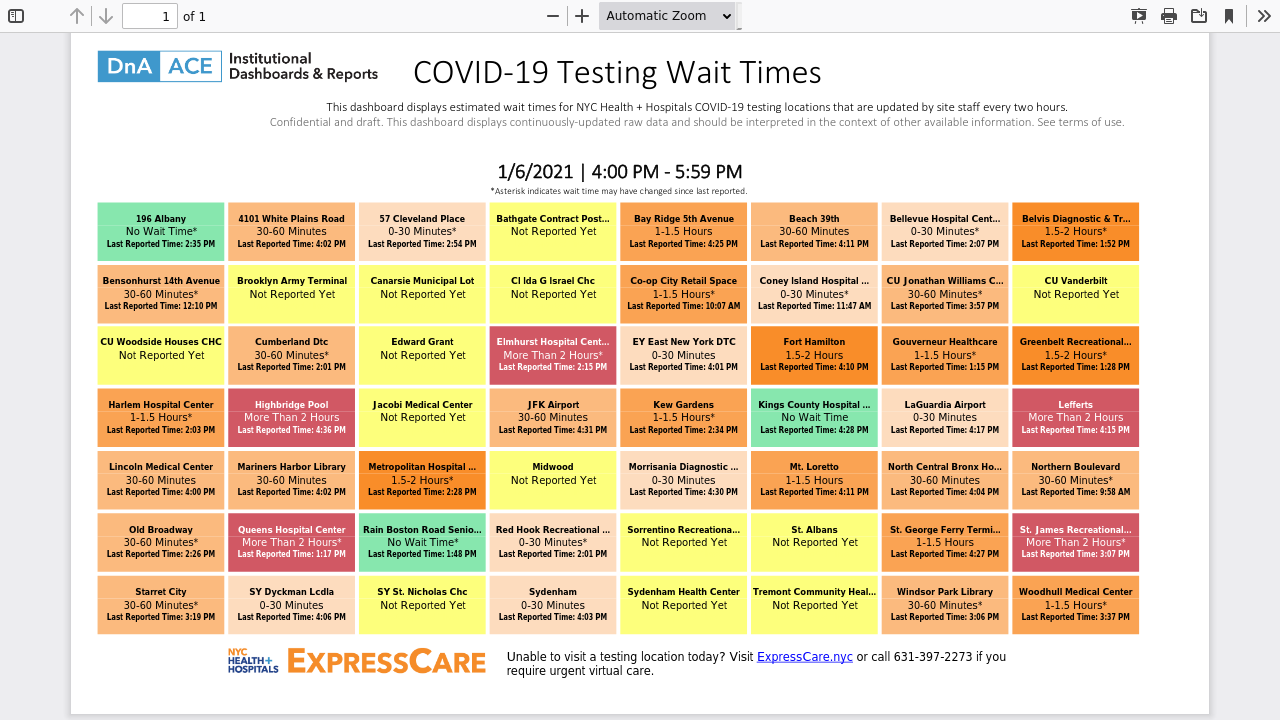 1 of 1 Automatic Zoom
DnA ACE Institutional
Dashboards & Reports
COVID-19 Testing Wait Times
This dashboard displays estimated wait times for NYC Health + Hospitals COVID-19 testing locations that are updated by site staff every two hours.
Confidential and draft. This dashboard displays continuously-updated raw data and should be interpreted in the context of other available information. See terms of use.
1/6/2021 | 4:00 PM - 5:59 PM
*Asterisk indicates wait time may have changed since last reported.
196 Albany
No Wait Time*
Last Reported Time: 2:35 PM
4101 White Plains Road
30-60 Minutes
Last Reported Time: 4:02 PM
57 Cleveland Place
0-30 Minutes*
Last Reported Time: 2:54 PM
Bathgate Contract Post...
Not Reported Yet
Bay Ridge 5th Avenue
1-1.5 Hours
Last Reported Time: 4:25 PM
Beach 39th
30-60 Minutes
Last Reported Time: 4:11 PM
Bellevue Hospital Cent...
0-30 Minutes*
Last Reported Time: 2:07 PM
Belvis Diagnostic & Tr...
1.5-2 Hours*
Last Reported Time: 1:52 PM
Bensonhurst 14th Avenue
30-60 Minutes*
Last Reported Time: 12:10 PM
Brooklyn Army Terminal
Not Reported Yet
Canarsie Municipal Lot
Not Reported Yet
Cl Ida G Israel Chc
Not Reported Yet
Co-op City Retail Space
1-1.5 Hours*
Last Reported Time: 10:07 AM
Coney Island Hospital ...
0-30 Minutes*
Last Reported Time: 11:47 AM
CU Jonathan Williams C...
30-60 Minutes*
Last Reported Time: 3:57 PM
CU Vanderbilt
Not Reported Yet
CU Woodside Houses CHC
Not Reported Yet
Cumberland Dtc
30-60 Minutes*
Last Reported Time: 2:01 PM
Edward Grant
Not Reported Yet
Elmhurst Hospital Cent...
More Than 2 Hours*
Last Reported Time: 2:15 PM
EY East New York DTC
0-30 Minutes
Last Reported Time: 4:01 PM
Fort Hamilton
1.5-2 Hours
Last Reported Time: 4:10 PM
Gouverneur Healthcare
1-1.5 Hours*
Last Reported Time: 1:15 PM
Greenbelt Recreational...
1.5-2 Hours*
Last Reported Time: 1:28 PM
Harlem Hospital Center
1-1.5 Hours*
Last Reported Time: 2:03 PM
Highbridge Pool
More Than 2 Hours
Last Reported Time: 4:36 PM
Jacobi Medical Center
Not Reported Yet
JFK Airport
30-60 Minutes
Last Reported Time: 4:31 PM
Kew Gardens
1-1.5 Hours*
Last Reported Time: 2:34 PM
Kings County Hospital ...
No Wait Time
Last Reported Time: 4:28 PM
LaGuardia Airport
0-30 Minutes
Last Reported Time: 4:17 PM
Lefferts
More Than 2 Hours
Last Reported Time: 4:15 PM
Lincoln Medical Center
30-60 Minutes
Last Reported Time: 4:00 PM
Mariners Harbor Library
30-60 Minutes
Last Reported Time: 4:02 PM
Metropolitan Hospital ...
1.5-2 Hours*
Last Reported Time: 2:28 PM
Midwood
Not Reported Yet
Morrisania Diagnostic ...
0-30 Minutes
Last Reported Time: 4:30 PM
Mt. Loretto
1-1.5 Hours
Last Reported Time: 4:11 PM
North Central Bronx Ho...
30-60 Minutes
Last Reported Time: 4:04 PM
Northern Boulevard
30-60 Minutes*
Last Reported Time: 9:58 AM
Old Broadway
30-60 Minutes*
Last Reported Time: 2:26 PM
Queens Hospital Center
More Than 2 Hours*
Last Reported Time: 1:17 PM
Rain Boston Road Senio...
No Wait Time*
Last Reported Time: 1:48 PM
Red Hook Recreational ...
0-30 Minutes*
Last Reported Time: 2:01 PM
Sorrentino Recreationa...
Not Reported Yet
St. Albans
Not Reported Yet
St. George Ferry Termi...
1-1.5 Hours
Last Reported Time: 4:27 PM
St. James Recreational...
More Than 2 Hours*
Last Reported Time: 3:07 PM
Starret City
30-60 Minutes*
Last Reported Time: 3:19 PM
SY Dyckman Lcdla
0-30 Minutes
Last Reported Time: 4:06 PM
SY St. Nicholas Chc
Not Reported Yet
Sydenham
0-30 Minutes
Last Reported Time: 4:03 PM
Sydenham Health Center
Not Reported Yet
Tremont Community Heal...
Not Reported Yet
Windsor Park Library
30-60 Minutes*
Last Reported Time: 3:06 PM
Woodhull Medical Center
1-1.5 Hours*
Last Reported Time: 3:37 PM
NYC
HEALTH+
HOSPITALS
EXPRESSCARE
Unable to visit a testing location today? Visit ExpressCare.nyc or call 631-397-2273 if you
require urgent virtual care.